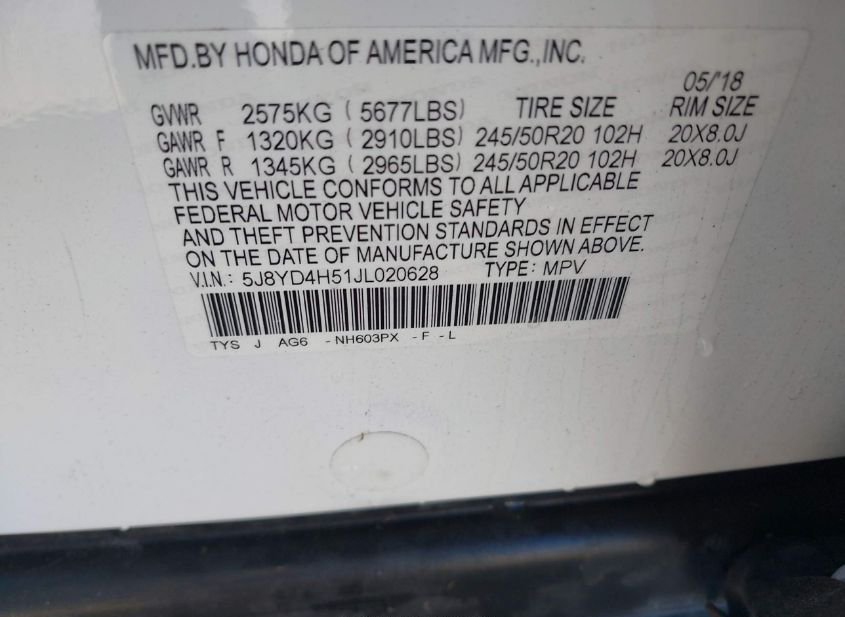 MFD.BY HONDA OF AMERICA MFG.,INC.
05/'18
GVWR 2575KG ( 5677LBS) TIRE SIZE RIM SIZE
GAWR F 1320KG ( 2910LBS) 245/50R20 102H 20X8.0J
GAWR R 1345KG ( 2965LBS) 245/50R20 102H 20X8.0J
THIS VEHICLE CONFORMS TO ALL APPLICABLE
FEDERAL MOTOR VEHICLE SAFETY
AND THEFT PREVENTION STANDARDS IN EFFECT
ON THE DATE OF MANUFACTURE SHOWN ABOVE.
V.I.N.: 5J8YD4H51JL020628 TYPE: MPV
TYS J AG6 -NH603PX -F -L